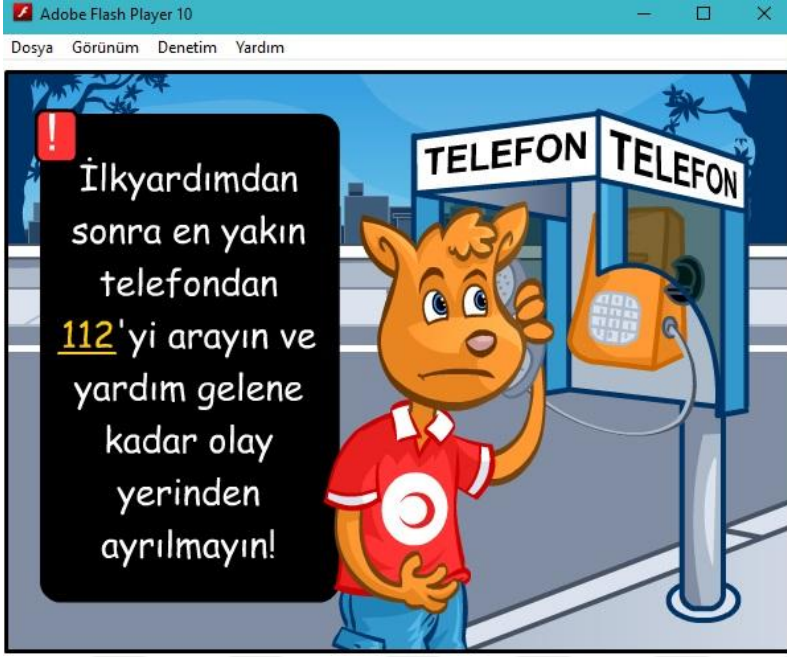 Adobe Flash Player 10
Dosya Görünüm Denetim Yardım
!
İlkyardımdan
sonra en yakın
telefondan
112'yi arayın ve
yardım gelene
kadar olay
yerinden
ayrılmayın!
TELEFON
TELEFON